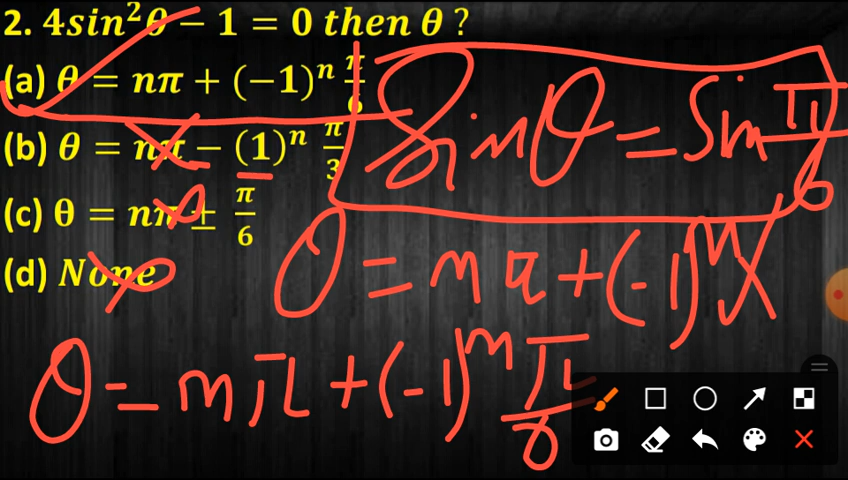 2. 4sin²θ − 1 = 0 then θ ?
(a) θ = nπ + (−1)ⁿ π/6
(b) θ = nπ − (1)ⁿ π/3
(c) θ = nπ ± π/6
(d) None
Sinθ = Sin π/6
θ = nπ + (-1)ⁿ x
θ = nπ + (-1)ⁿ π/6